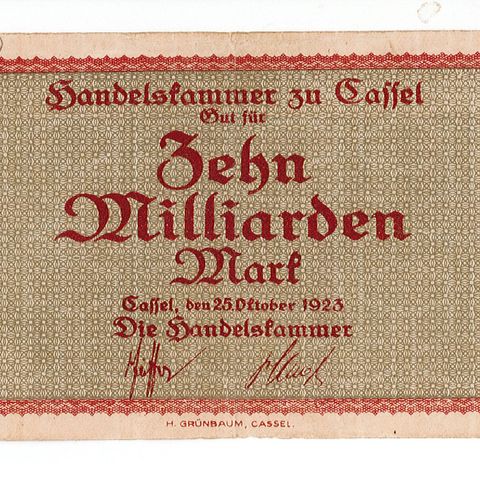 Handelskammer zu Cassel
Gut für
Zehn
Milliarden
Mark
Cassel, den 25. Oktober 1923
Die Handelskammer
H. GRÜNBAUM, CASSEL.